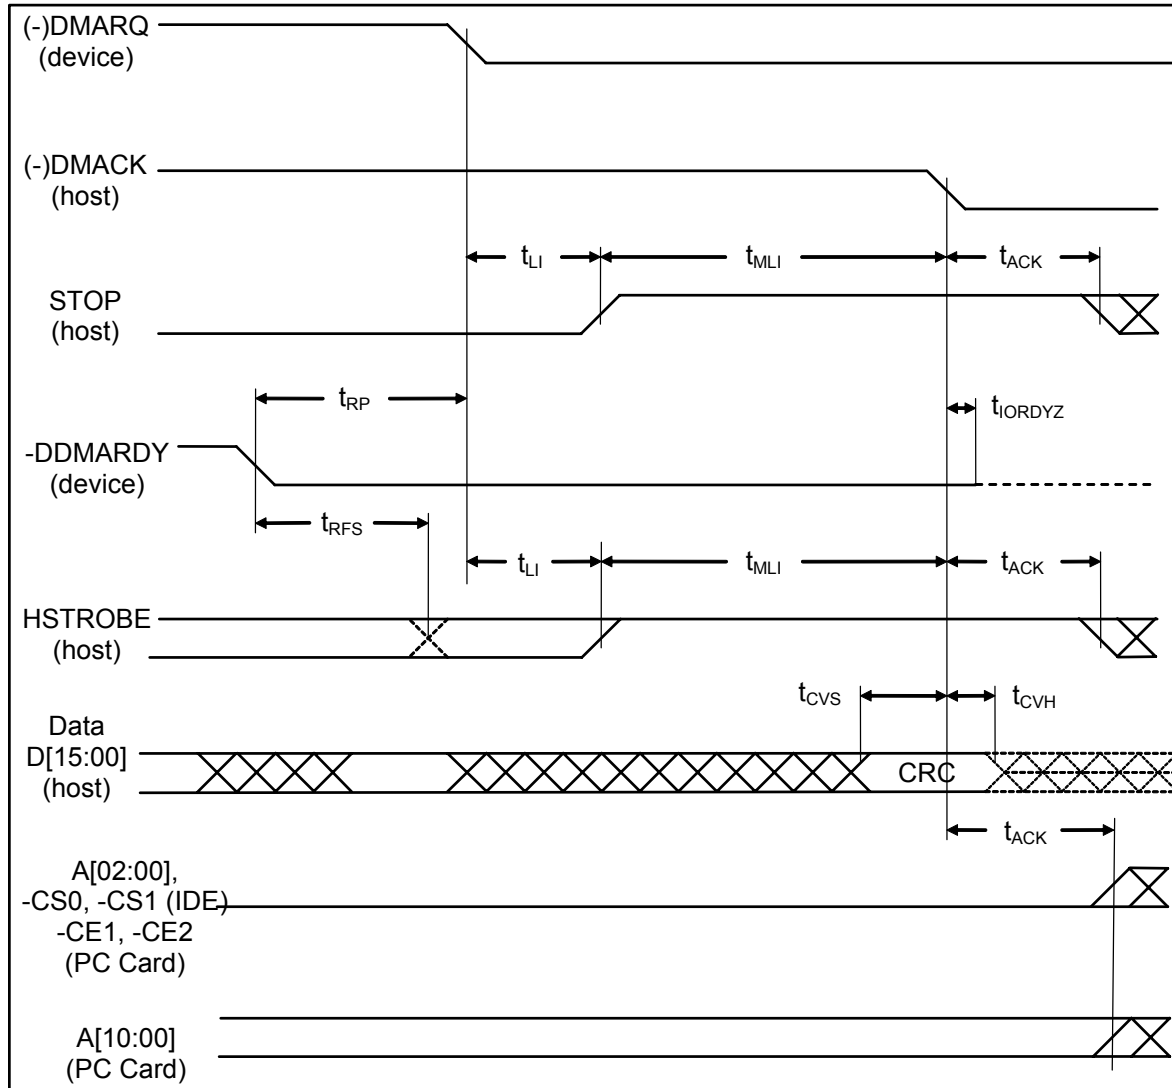 (-)DMARQ
(device)
(-)DMACK
(host)
tLI
tMLI
tACK
STOP
(host)
tRP
tIORDYZ
-DDMARDY
(device)
tRFS
tLI
tMLI
tACK
HSTROBE
(host)
tCVS
tCVH
Data
D[15:00]
(host)
CRC
tACK
A[02:00],
-CS0, -CS1 (IDE)
-CE1, -CE2
(PC Card)
A[10:00]
(PC Card)